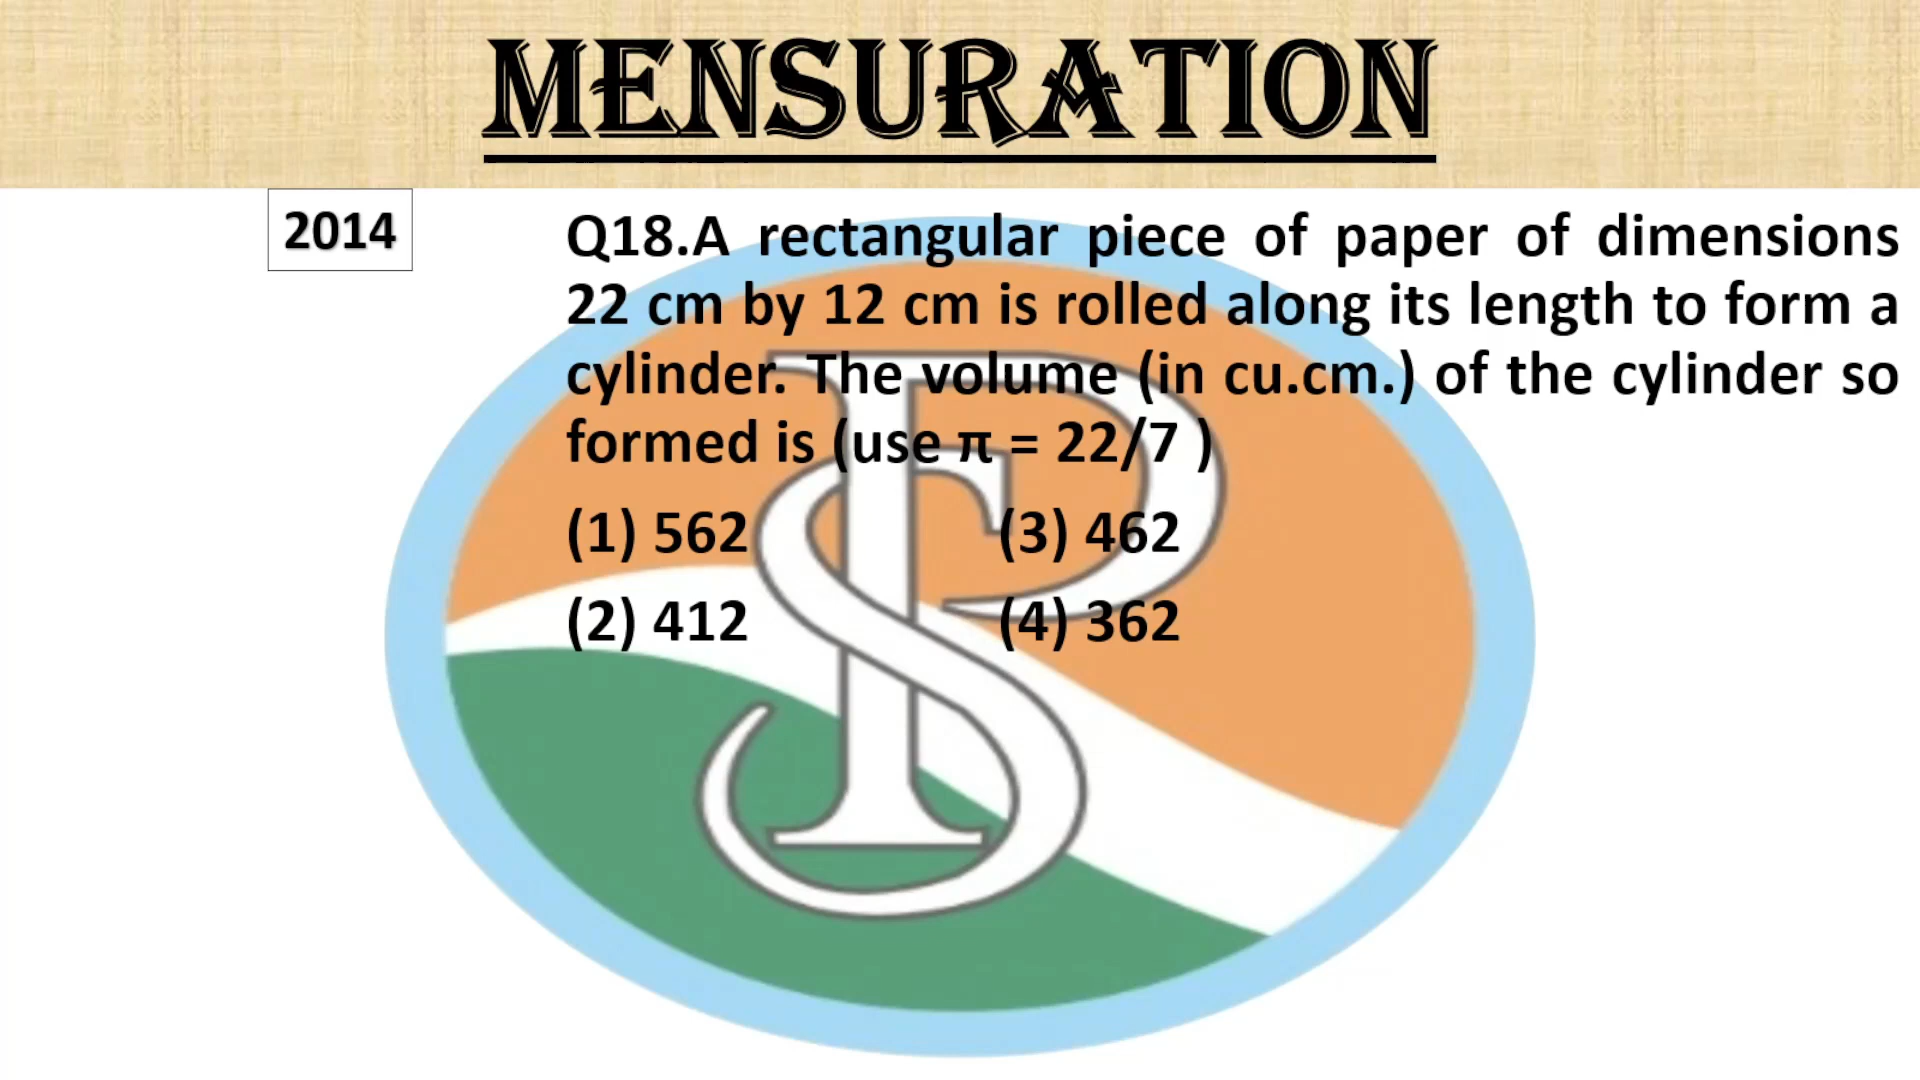 MENSURATION
2014
Q18.A rectangular piece of paper of dimensions
22 cm by 12 cm is rolled along its length to form a
cylinder. The volume (in cu.cm.) of the cylinder so
formed is (use π = 22/7 )
(1) 562 (3) 462
(2) 412 (4) 362